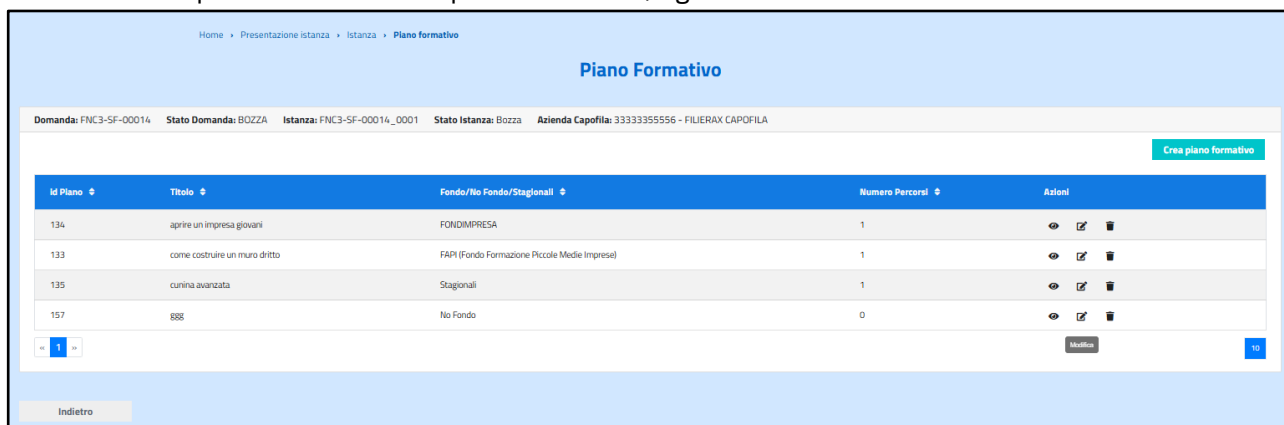 Home › Presentazione istanza › Istanza › Piano formativo
Piano Formativo
Domanda: FNC3-SF-00014 Stato Domanda: BOZZA Istanza: FNC3-SF-00014_0001 Stato Istanza: Bozza Azienda Capofila: 33333355556 - FILIERAX CAPOFILA
Crea piano formativo
id Piano Titolo Fondo/No Fondo/Stagionali Numero Percorsi Azioni
134 aprire un impresa giovani FONDIMPRESA 1
133 come costruire un muro dritto FAPI (Fondo Formazione Piccole Medie Imprese) 1
135 cunina avanzata Stagionali 1
157 ggg No Fondo 0
« 1 » Modifica 10
Indietro